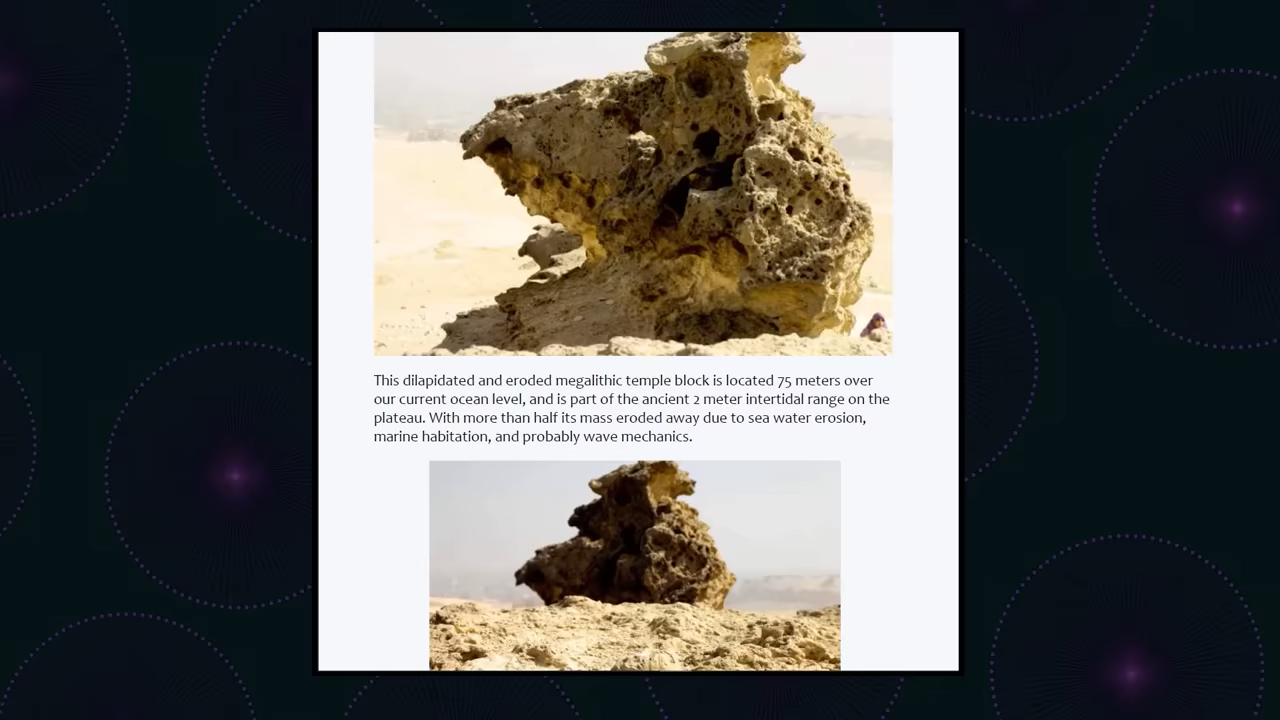 This dilapidated and eroded megalithic temple block is located 75 meters over
our current ocean level, and is part of the ancient 2 meter intertidal range on the
plateau. With more than half its mass eroded away due to sea water erosion,
marine habitation, and probably wave mechanics.